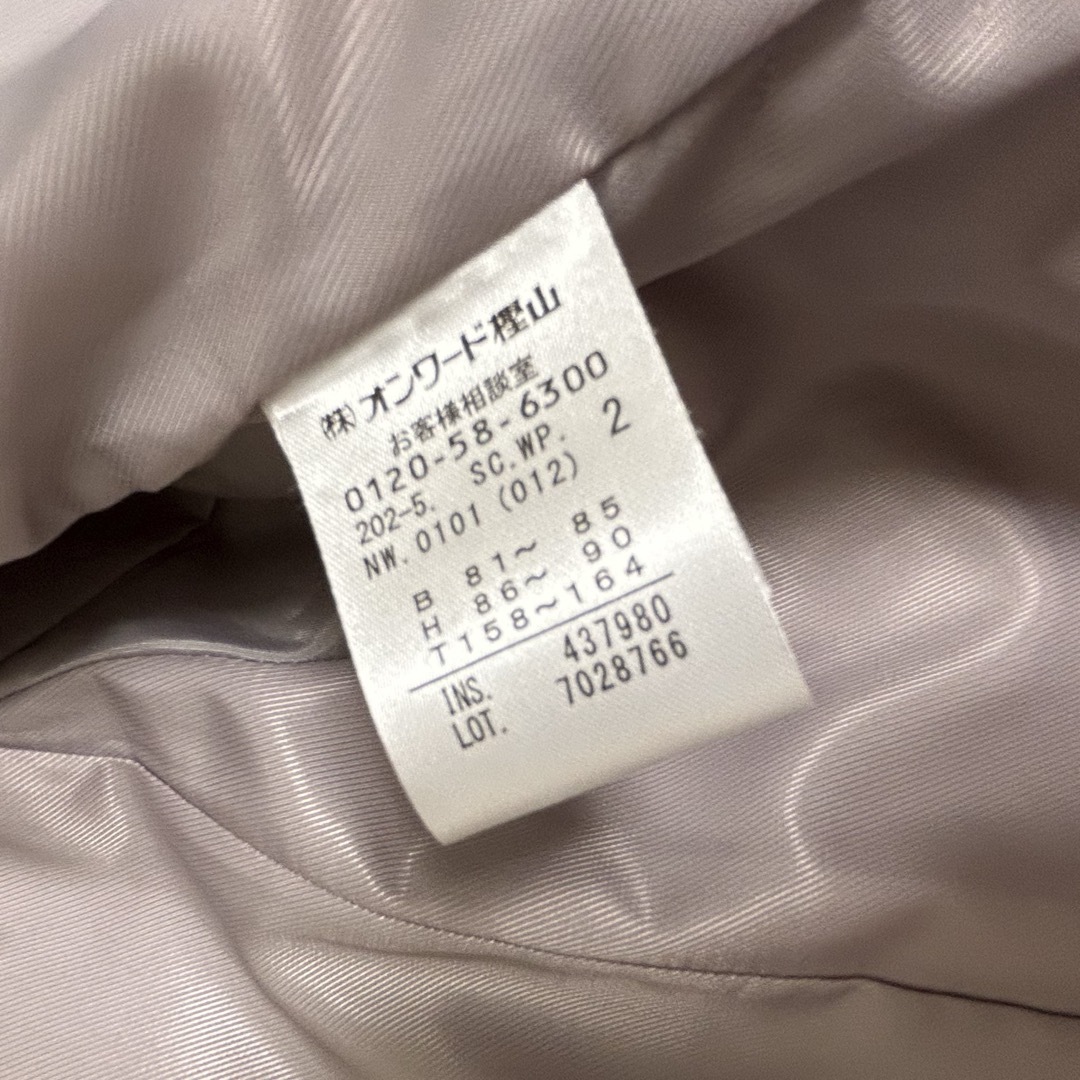 (株)オンワード樫山
お客様相談室
0120-58-6300
202-5. SC.WP. 2
NW.0101 (012)
B 81～ 85
H 86～ 90
T158～164
INS. 437980
LOT. 7028766